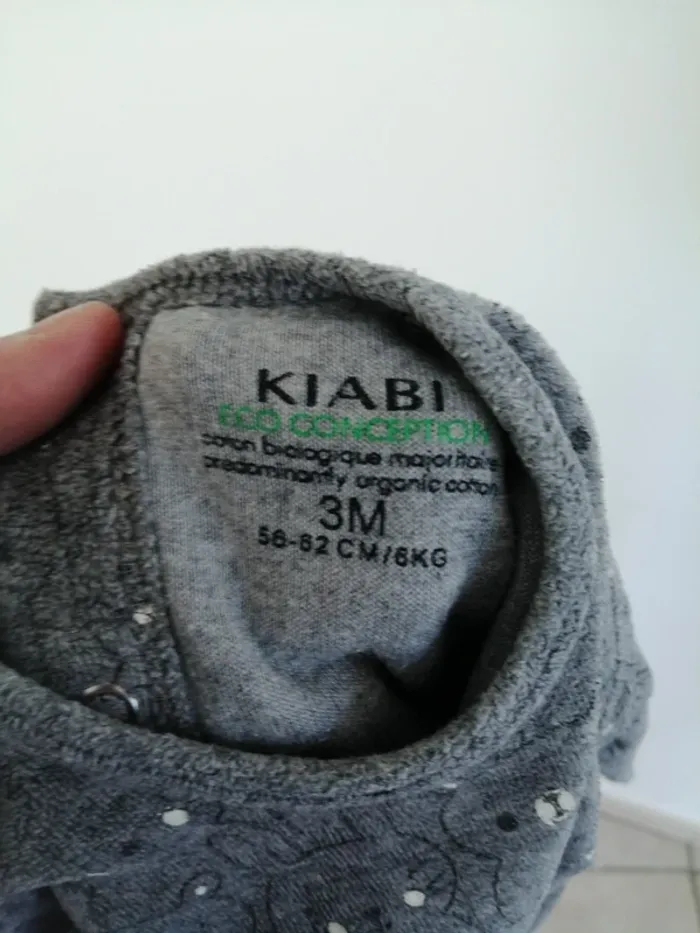 KIABI
ECO CONCEPTION
coton biologique majoritaire
predominantly organic cotton
3M
56-62 CM/6KG